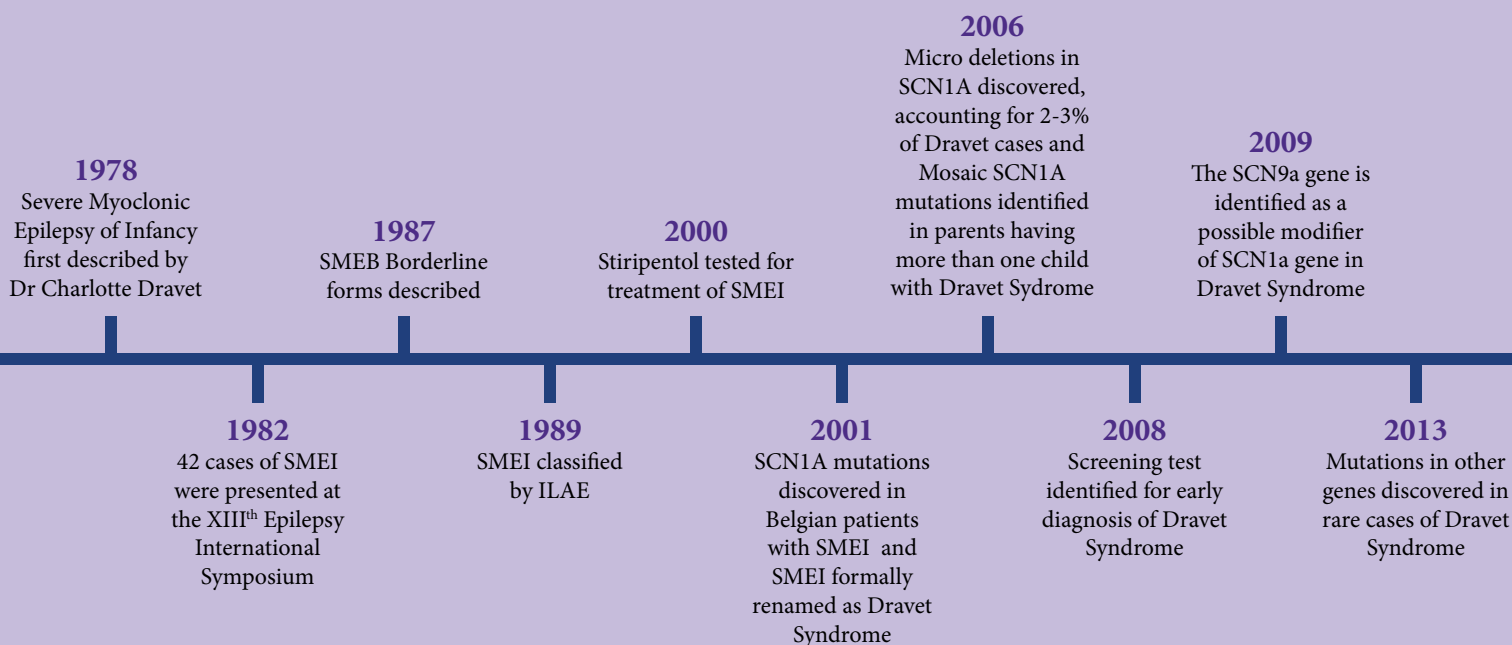 1978
Severe Myoclonic
Epilepsy of Infancy
first described by
Dr Charlotte Dravet
1982
42 cases of SMEI
were presented at
the XIIIth Epilepsy
International
Symposium
1987
SMEB Borderline
forms described
1989
SMEI classified
by ILAE
2000
Stiripentol tested for
treatment of SMEI
2001
SCN1A mutations
discovered in
Belgian patients
with SMEI and
SMEI formally
renamed as Dravet
Syndrome
2006
Micro deletions in
SCN1A discovered,
accounting for 2-3%
of Dravet cases and
Mosaic SCN1A
mutations identified
in parents having
more than one child
with Dravet Sydrome
2008
Screening test
identified for early
diagnosis of Dravet
Syndrome
2009
The SCN9a gene is
identified as a
possible modifier
of SCN1a gene in
Dravet Syndrome
2013
Mutations in other
genes discovered in
rare cases of Dravet
Syndrome